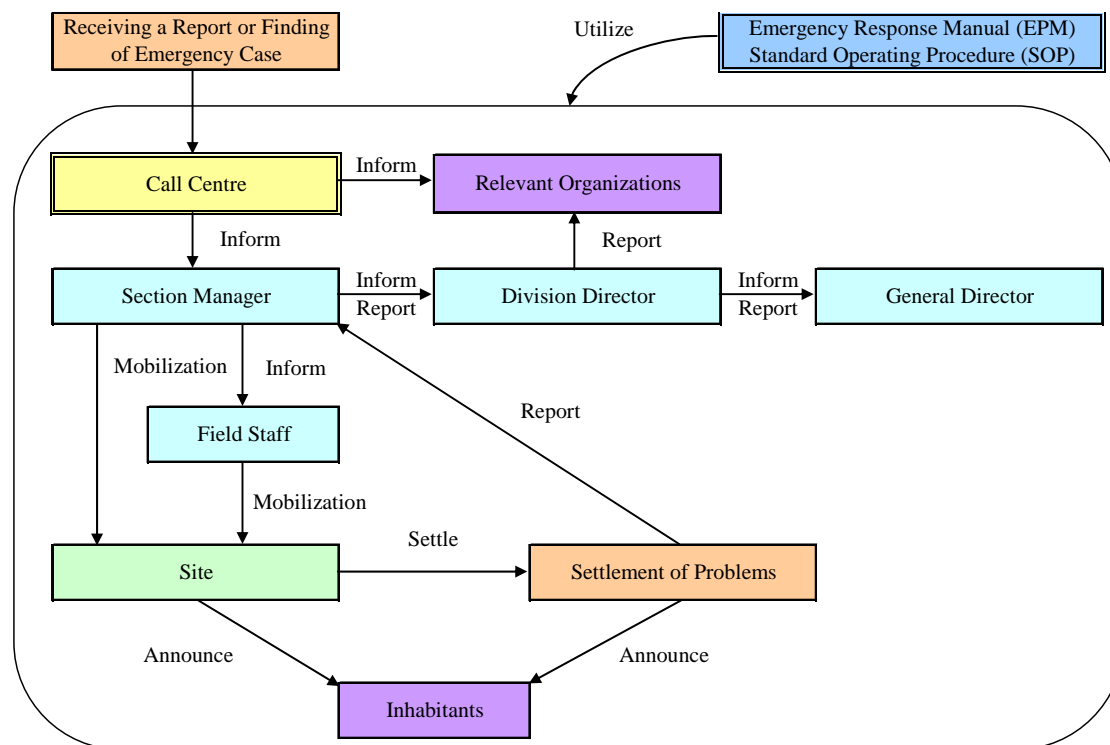 Receiving a Report or Finding
of Emergency Case
Utilize
Emergency Response Manual (EPM)
Standard Operating Procedure (SOP)
Call Centre
Inform
Relevant Organizations
Inform
Report
Section Manager
Inform
Report
Division Director
Inform
Report
General Director
Mobilization
Inform
Report
Field Staff
Mobilization
Site
Settle
Settlement of Problems
Announce
Announce
Inhabitants